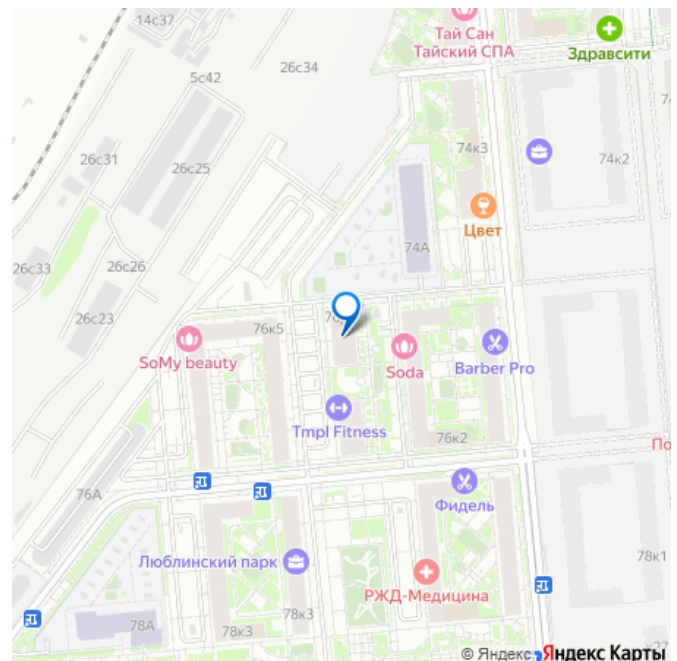 14с37
Тай Сан
Тайский СПА
Здравсити
26с34
5с42
74к3
74к2
26с31
26с25
Цвет
74А
26с33
26с26
26с23
76к5
SoMy beauty
Soda
Barber Pro
Tmpl Fitness
76к2
76А
Фидель
Люблинский парк
РЖД-Медицина
78к1
78к3
78А
78к3
© Яндекс
Яндекс Карты